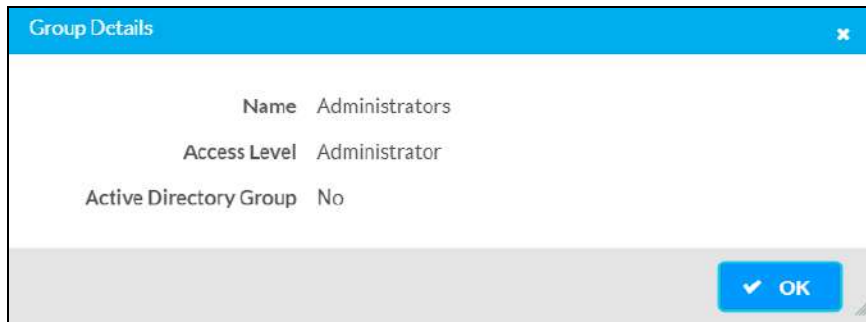 Group Details
Name Administrators
Access Level Administrator
Active Directory Group No
OK